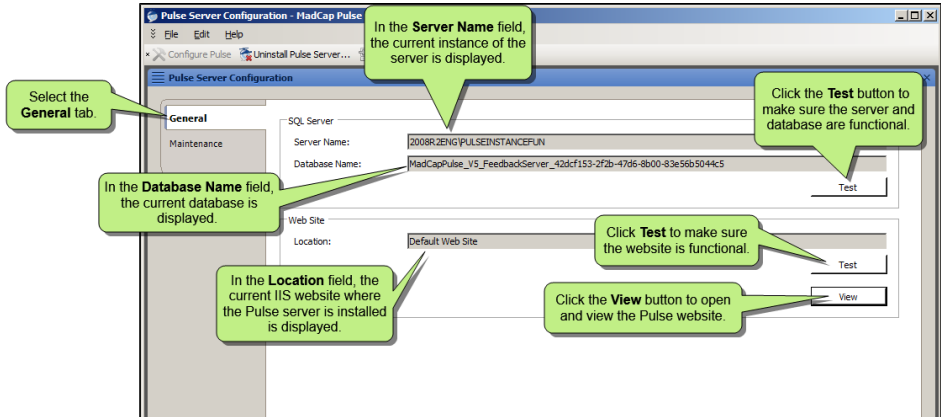 Pulse Server Configuration - MadCap Pulse
In the Server Name field,
the current instance of the
server is displayed.
File Edit Help
Configure Pulse Uninstall Pulse Server...
Pulse Server Configuration
Select the
General tab.
Click the Test button to
make sure the server and
database are functional.
General
Maintenance
SQL Server
Server Name: 2008R2ENG\PULSEINSTANCEFUN
Database Name: MadCapPulse_V5_FeedbackServer_42dcf153-2f2b-47d6-8b00-83e56b5044c5
Test
In the Database Name field,
the current database is
displayed.
Web Site
Location: Default Web Site
Click Test to make sure
the website is functional.
Test
In the Location field, the
current IIS website where
the Pulse server is installed
is displayed.
Click the View button to open
and view the Pulse website.
View